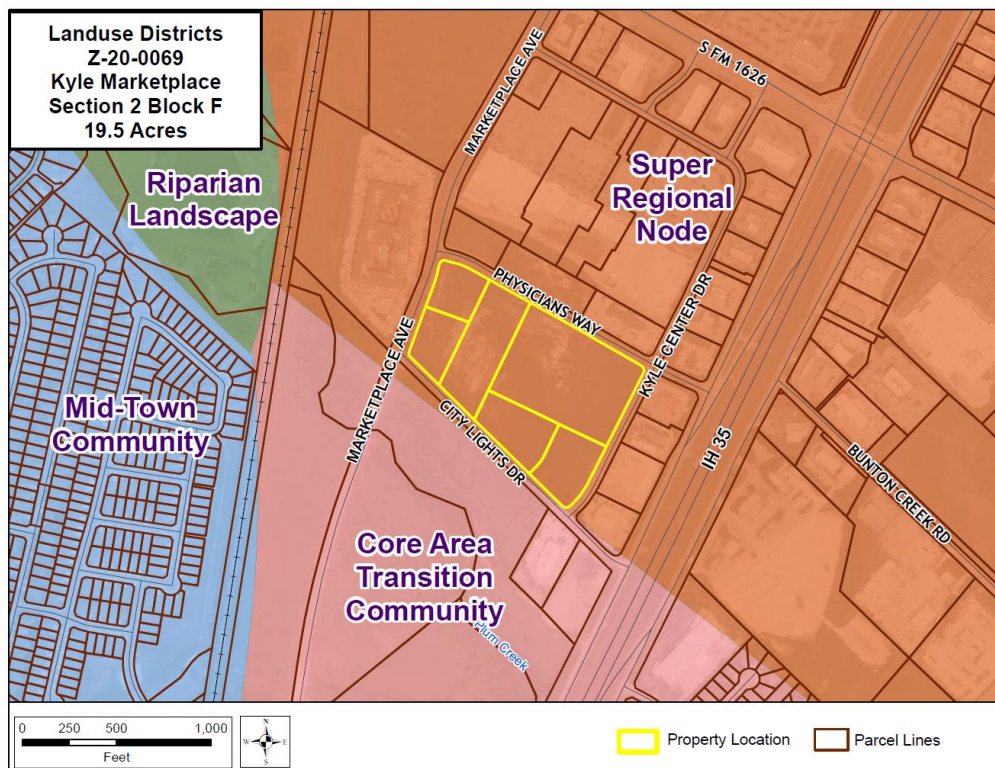 Landuse Districts
Z-20-0069
Kyle Marketplace
Section 2 Block F
19.5 Acres
MARKETPLACE AVE
S FM 1626
Riparian
Landscape
Super
Regional
Node
PHYSICIANS WAY
KYLE CENTER DR
MARKETPLACE AVE
Mid-Town
Community
CITY LIGHTS DR
IH 35
BUNTON CREEK RD
Core Area
Transition
Community
Plum Creek
0 250 500 1,000
Feet
N
W E
S
Property Location
Parcel Lines